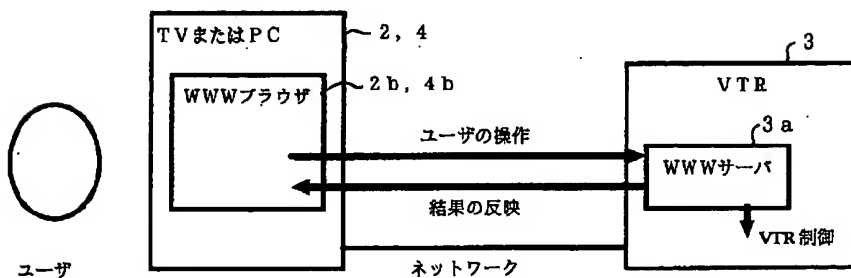 TVまたはPC
2, 4
WWWブラウザ
2b, 4b
ユーザの操作
結果の反映
ユーザ
ネットワーク
3
VTR
3a
WWWサーバ
VTR制御